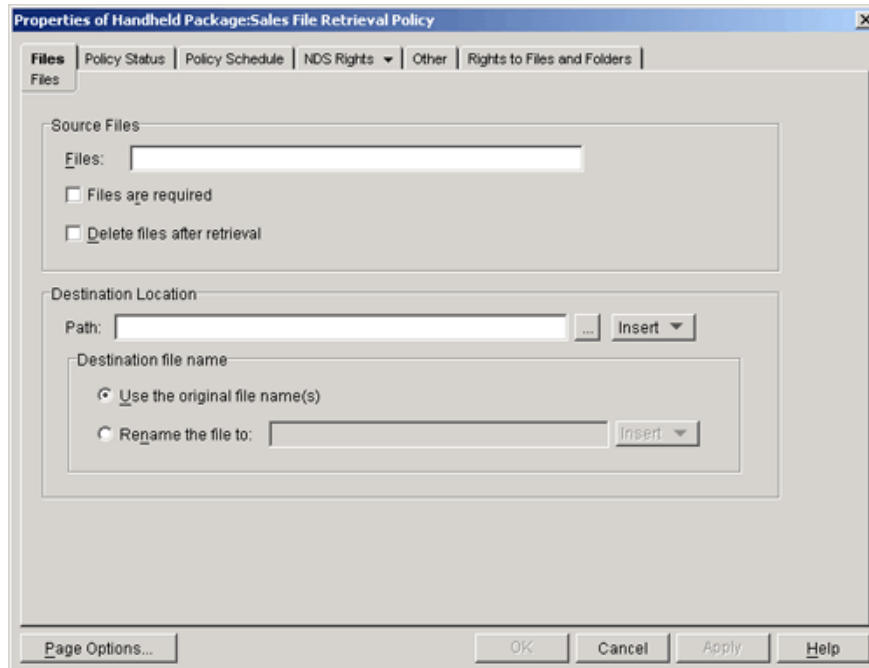 Properties of Handheld Package:Sales File Retrieval Policy
Files Policy Status Policy Schedule NDS Rights Other Rights to Files and Folders
Files
Source Files
Files:
Files are required
Delete files after retrieval
Destination Location
Path: ... Insert
Destination file name
Use the original file name(s)
Rename the file to: Insert
Page Options... OK Cancel Apply Help